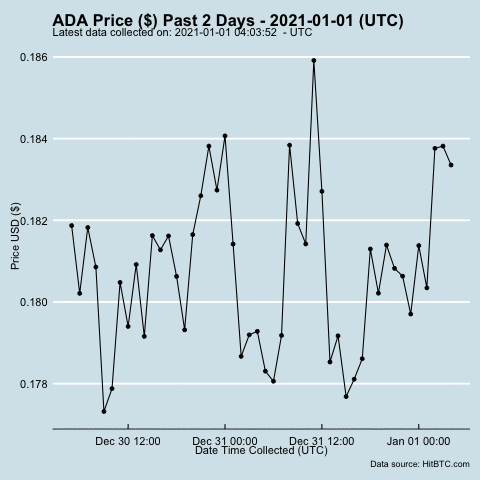 ADA Price ($) Past 2 Days - 2021-01-01 (UTC)
Latest data collected on: 2021-01-01 04:03:52 - UTC
0.186
0.184
0.182
0.180
0.178
Price USD ($)
Dec 30 12:00 Dec 31 00:00 Dec 31 12:00 Jan 01 00:00
Date Time Collected (UTC)
Data source: HitBTC.com